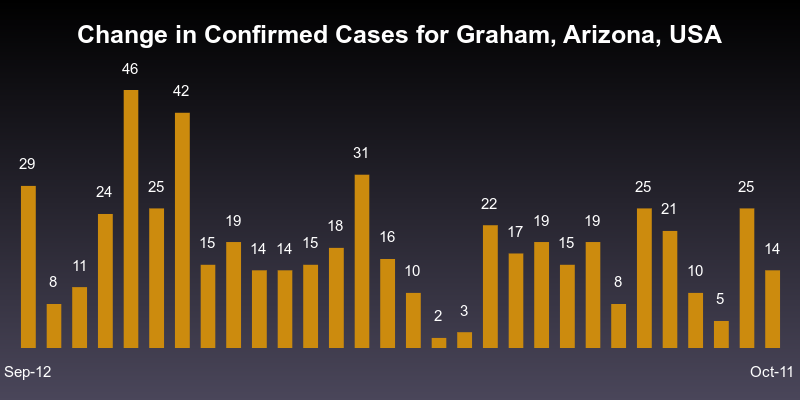 Change in Confirmed Cases for Graham, Arizona, USA
29 8 11 24 46 25 42 15 19 14 14 15 18 31 16 10 2 3 22 17 19 15 19 8 25 21 10 5 25 14
Sep-12 Oct-11